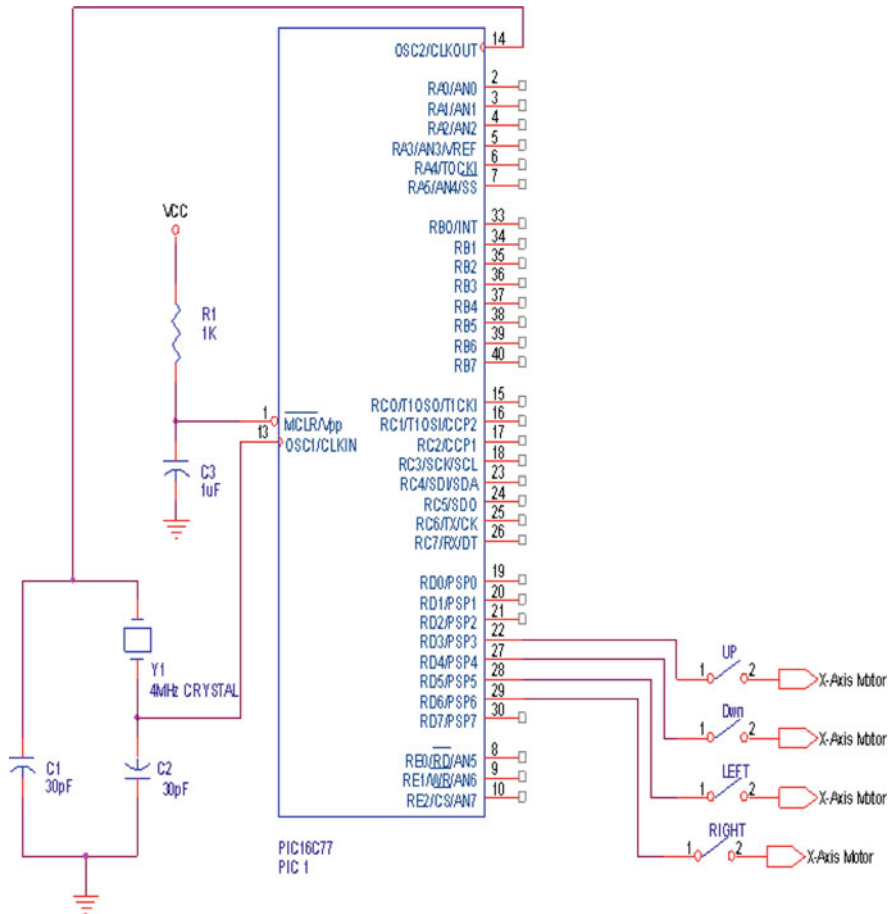 OSC2/CLKOUT 14
RA0/AN0 2
RA1/AN1 3
RA2/AN2 4
RA3/AN3/VREF 5
RA4/TOCKI 6
RA5/AN4/SS 7
RB0/INT 33
RB1 34
RB2 35
RB3 36
RB4 37
RB5 38
RB6 39
RB7 40
VCC
R1
1K
1 MCLR/Vpp
13 OSC1/CLKIN
C3
1uF
RC0/T1OSO/T1CKI 15
RC1/T1OSI/CCP2 16
RC2/CCP1 17
RC3/SCK/SCL 18
RC4/SDI/SDA 23
RC5/SDO 24
RC6/TX/CK 25
RC7/RX/DT 26
RD0/PSP0 19
RD1/PSP1 20
RD2/PSP2 21
RD3/PSP3 22
RD4/PSP4 27
RD5/PSP5 28
RD6/PSP6 29
RD7/PSP7 30
RE0/RD/AN5 8
RE1/WR/AN6 9
RE2/CS/AN7 10
Y1
4MHz CRYSTAL
C1
30pF
C2
30pF
PIC16C77
PIC 1
UP
1 2 X-Axis Motor
Dwn
1 2 X-Axis Motor
LEFT
1 2 X-Axis Motor
RIGHT
1 2 X-Axis Motor